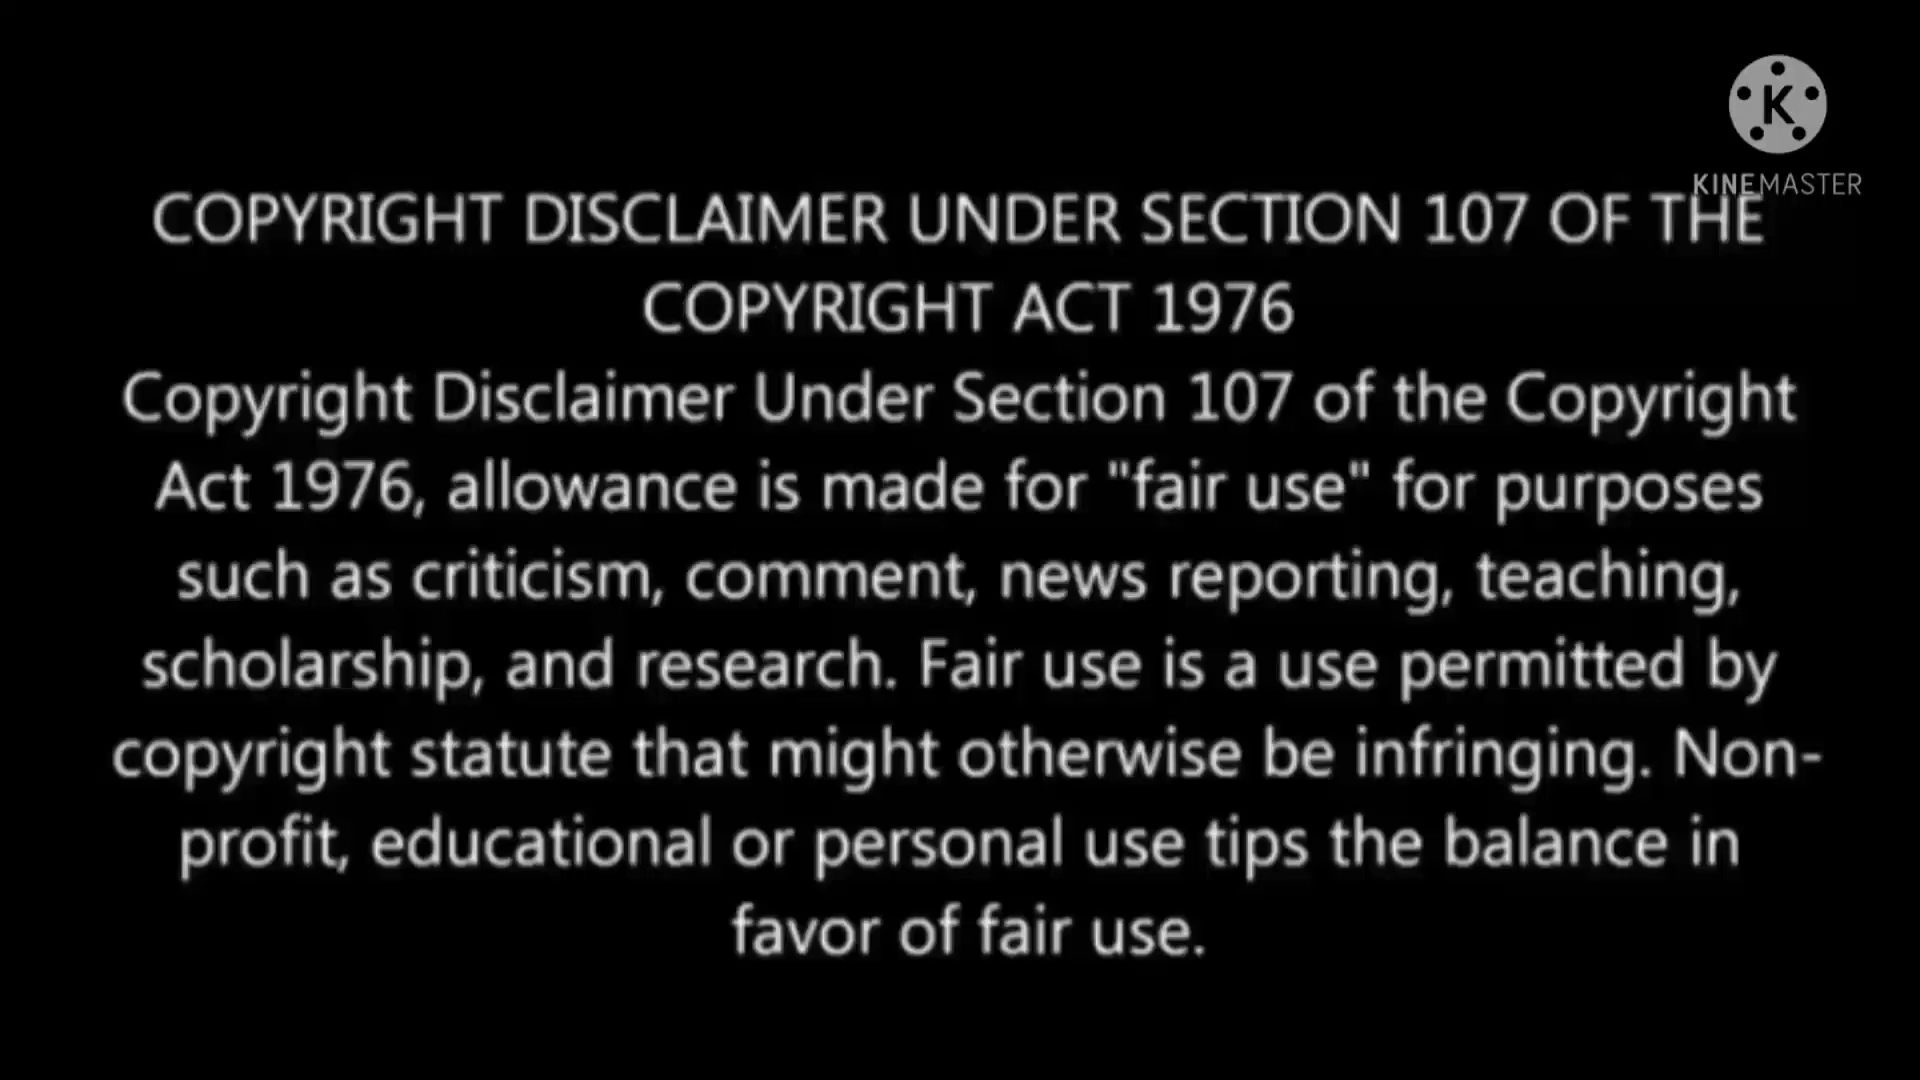 KINEMASTER
COPYRIGHT DISCLAIMER UNDER SECTION 107 OF THE
COPYRIGHT ACT 1976
Copyright Disclaimer Under Section 107 of the Copyright
Act 1976, allowance is made for "fair use" for purposes
such as criticism, comment, news reporting, teaching,
scholarship, and research. Fair use is a use permitted by
copyright statute that might otherwise be infringing. Non-
profit, educational or personal use tips the balance in
favor of fair use.